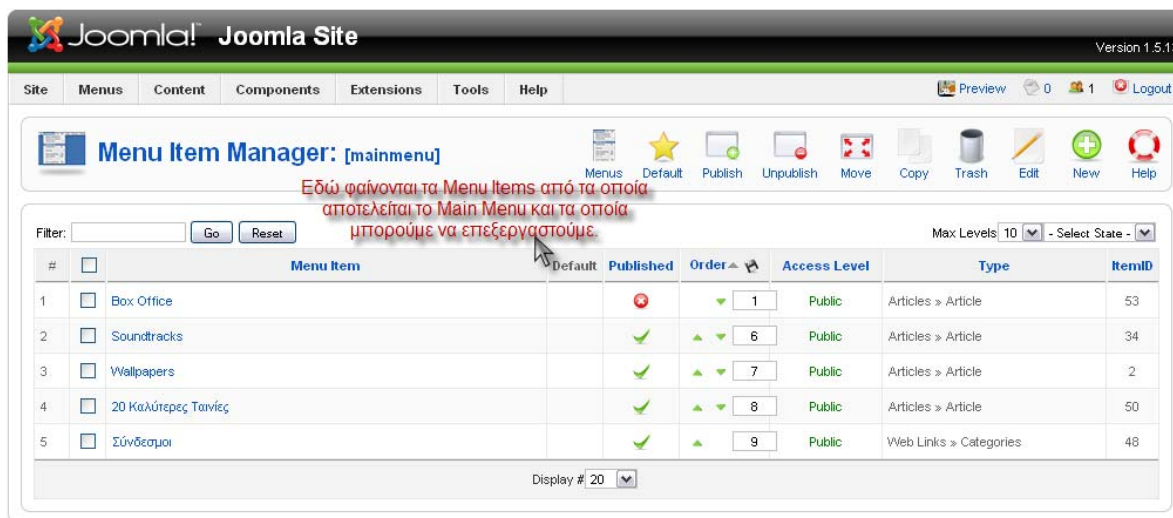 Joomla! Joomla Site
Version 1.5.1
Site Menus Content Components Extensions Tools Help Preview 0 1 Logout
Menu Item Manager: [mainmenu]
Menus Default Publish Unpublish Move Copy Trash Edit New Help
Εδώ φαίνονται τα Menu Items από τα οποία
αποτελείται το Main Menu και τα οποία
μπορούμε να επεξεργαστούμε.
Filter: Go Reset Max Levels 10 - Select State -
# Menu Item Default Published Order Access Level Type ItemID
1 Box Office 1 Public Articles » Article 53
2 Soundtracks 6 Public Articles » Article 34
3 Wallpapers 7 Public Articles » Article 2
4 20 Καλύτερες Ταινίες 8 Public Articles » Article 50
5 Σύνδεσμοι 9 Public Web Links » Categories 48
Display # 20